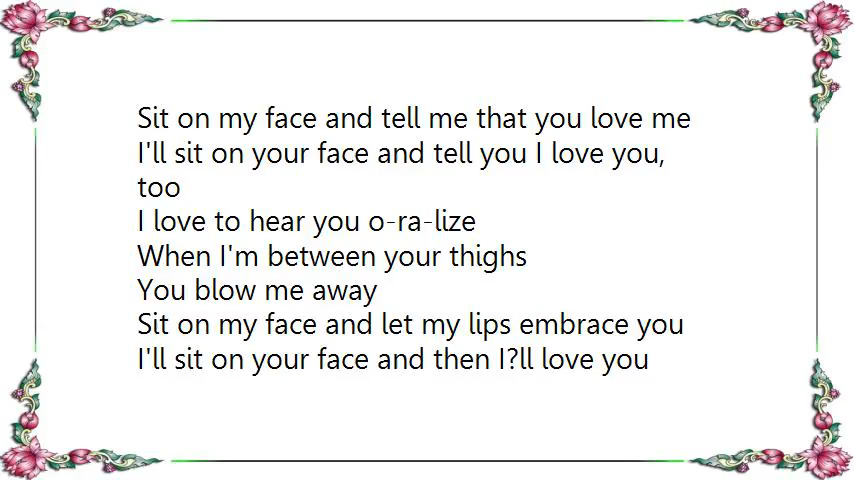 Sit on my face and tell me that you love me
I'll sit on your face and tell you I love you,
too
I love to hear you o-ra-lize
When I'm between your thighs
You blow me away
Sit on my face and let my lips embrace you
I'll sit on your face and then I?ll love you